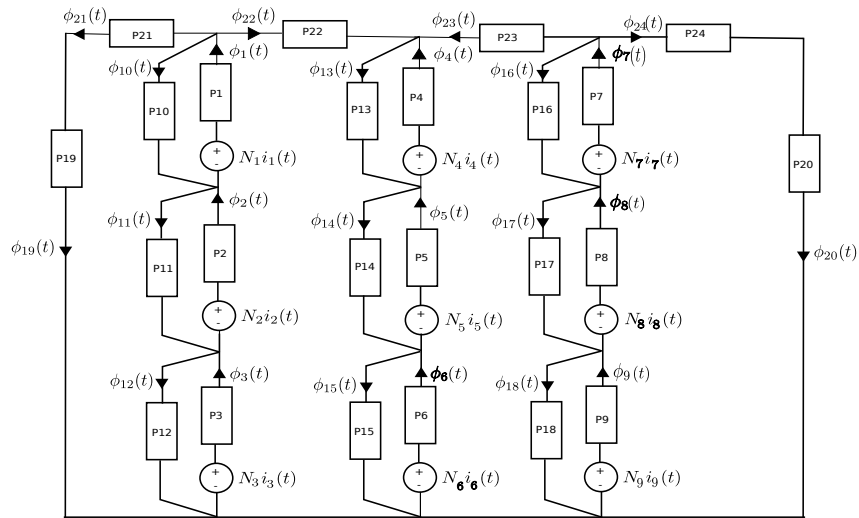 ϕ21(t) ϕ22(t) ϕ23(t) ϕ24(t)
P21 P22 P23 P24
ϕ1(t) ϕ4(t) ϕ7(t)
ϕ10(t) ϕ13(t) ϕ16(t)
P10 P1 P13 P4 P16 P7
P19 + - N1i1(t) + - N4i4(t) + - N7i7(t) P20
ϕ2(t) ϕ5(t) ϕ8(t)
ϕ11(t) ϕ14(t) ϕ17(t)
ϕ19(t) P11 P2 P14 P5 P17 P8 ϕ20(t)
+ - N2i2(t) + - N5i5(t) + - N8i8(t)
ϕ12(t) ϕ3(t) ϕ15(t) ϕ6(t) ϕ18(t) ϕ9(t)
P12 P3 P15 P6 P18 P9
+ - N3i3(t) + - N6i6(t) + - N9i9(t)